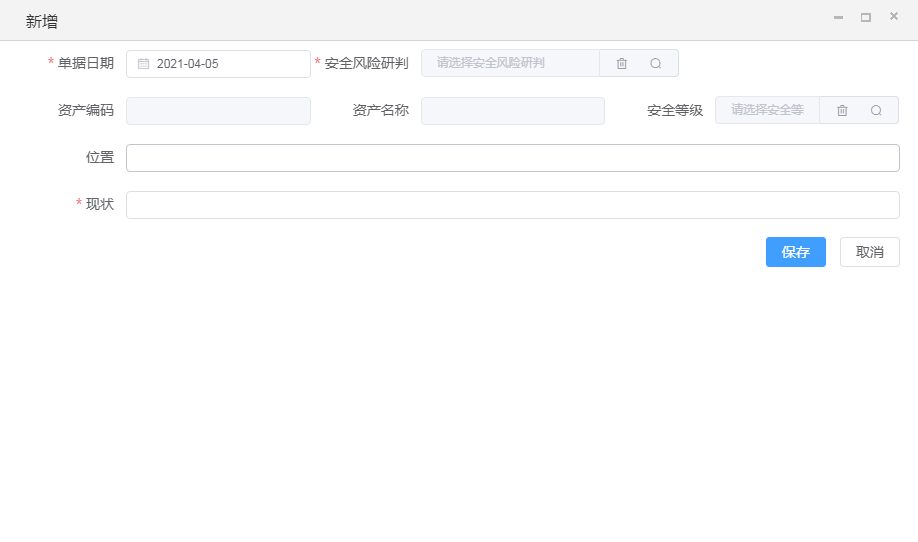 新增
* 单据日期 2021-04-05 * 安全风险研判 请选择安全风险研判
资产编码 资产名称 安全等级 请选择安全等
位置
* 现状
保存 取消